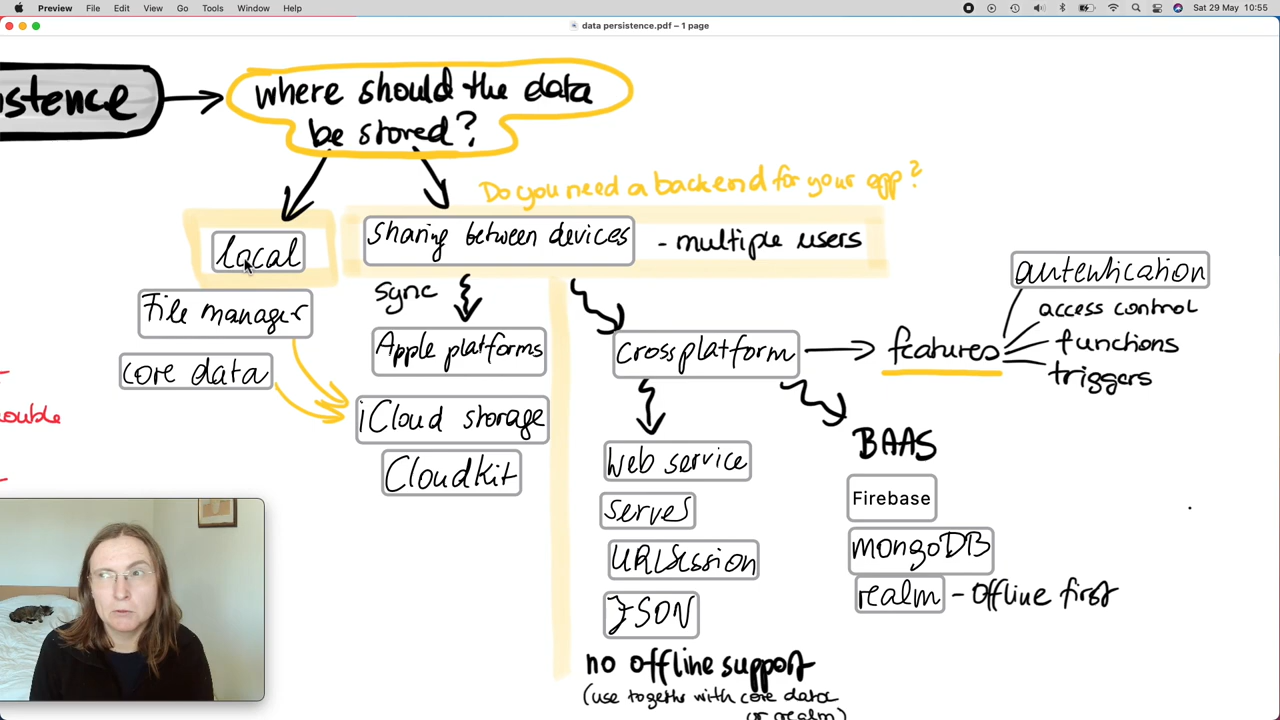 Preview File Edit View Go Tools Window Help Sat 29 May 10:55
data persistence.pdf – 1 page
istence
where should the data
be stored?
Do you need a backend for your app?
local
Sharing between devices - multiple users
sync
File manager
Apple platforms
core data
iCloud storage
CloudKit
crossplatform
features
autentication
access control
functions
triggers
Web service
server
URLSession
JSON
no offline support
(use together with core data
or realm)
BAAS
Firebase
mongoDB
realm - Offline first
ouble